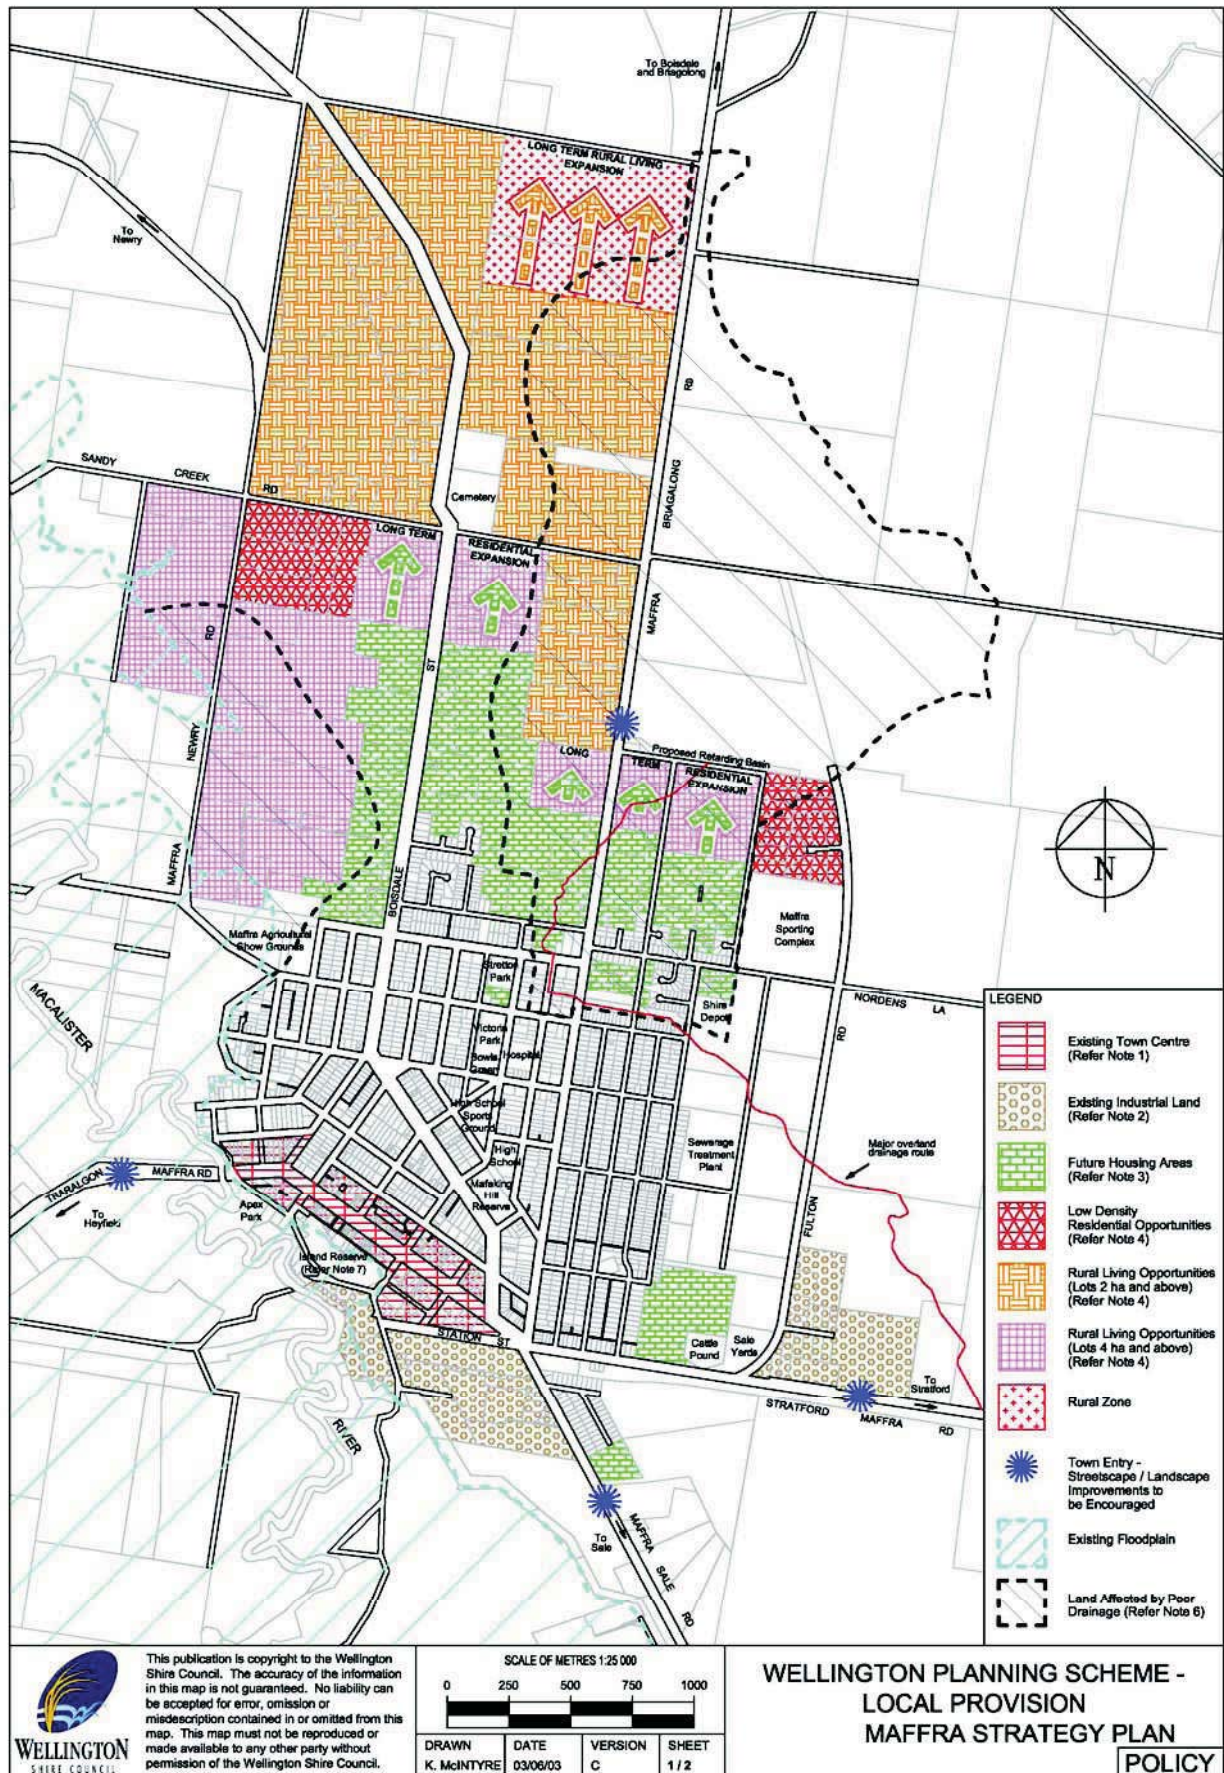 To Boisdale
and Briagolong
LONG TERM RURAL LIVING
EXPANSION
To
Newry
RD
SANDY
CREEK
RD
Cemetery
BRIAGALONG
LONG TERM
RESIDENTIAL
EXPANSION
MAFFRA
RD
ST
NEWRY
MAFFRA
LONG
TERM
Proposed Retarding Basin
RESIDENTIAL
EXPANSION
N
BOISDALE
Maffra Agricultural
Show Grounds
Maffra
Sporting
Complex
Stretton
Park
MACALISTER
Shire
Depot
NORDENS
LA
RD
Victoria
Park
Bowls
Green
Hospital
High School
Sports
Ground
High
School
Mafeking
Hill
Reserve
Sewerage
Treatment
Plant
Major overland
drainage route
TRARALGON
MAFFRA RD
To
Heyfield
Apex
Park
Island Reserve
(Refer Note 7)
FULTON
STATION
ST
Cattle
Pound
Sale
Yards
To
Stratford
STRATFORD
MAFFRA
RD
RIVER
To
Sale
MAFFRA
SALE
RD
LEGEND
Existing Town Centre
(Refer Note 1)
Existing Industrial Land
(Refer Note 2)
Future Housing Areas
(Refer Note 3)
Low Density
Residential Opportunities
(Refer Note 4)
Rural Living Opportunities
(Lots 2 ha and above)
(Refer Note 4)
Rural Living Opportunities
(Lots 4 ha and above)
(Refer Note 4)
Rural Zone
Town Entry -
Streetscape / Landscape
Improvements to
be Encouraged
Existing Floodplain
Land Affected by Poor
Drainage (Refer Note 6)
WELLINGTON
SHIRE COUNCIL
This publication is copyright to the Wellington
Shire Council. The accuracy of the information
in this map is not guaranteed. No liability can
be accepted for error, omission or
misdescription contained in or omitted from this
map. This map must not be reproduced or
made available to any other party without
permission of the Wellington Shire Council.
SCALE OF METRES 1:25 000
0 250 500 750 1000
DRAWN DATE VERSION SHEET
K. McINTYRE 03/06/03 C 1 / 2
WELLINGTON PLANNING SCHEME -
LOCAL PROVISION
MAFFRA STRATEGY PLAN
POLICY